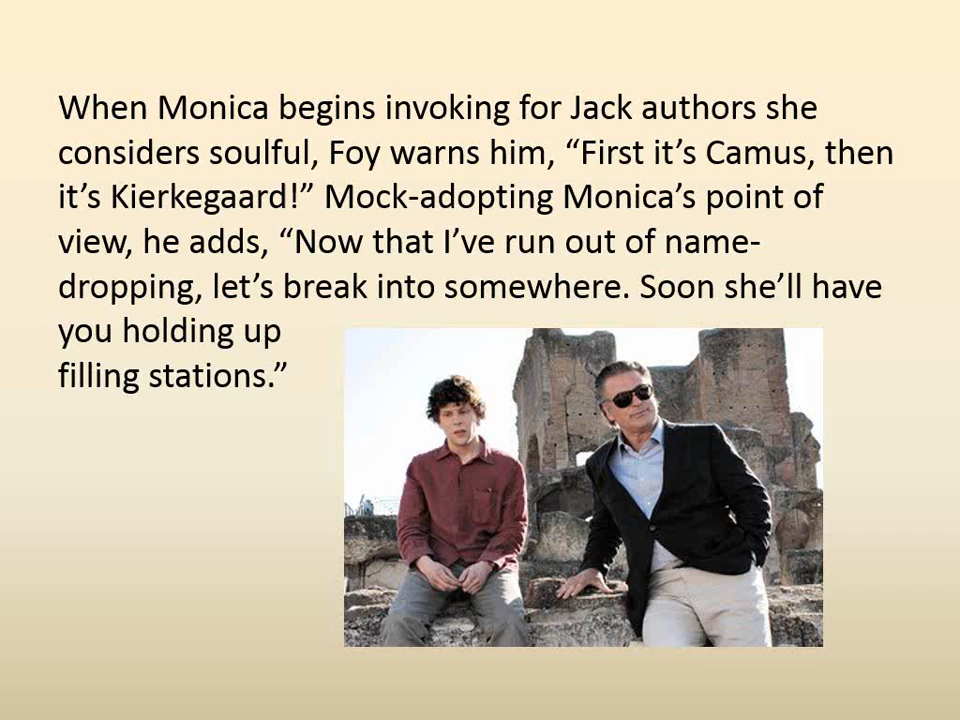 When Monica begins invoking for Jack authors she
considers soulful, Foy warns him, “First it’s Camus, then
it’s Kierkegaard!” Mock-adopting Monica’s point of
view, he adds, “Now that I’ve run out of name-
dropping, let’s break into somewhere. Soon she’ll have
you holding up
filling stations.”